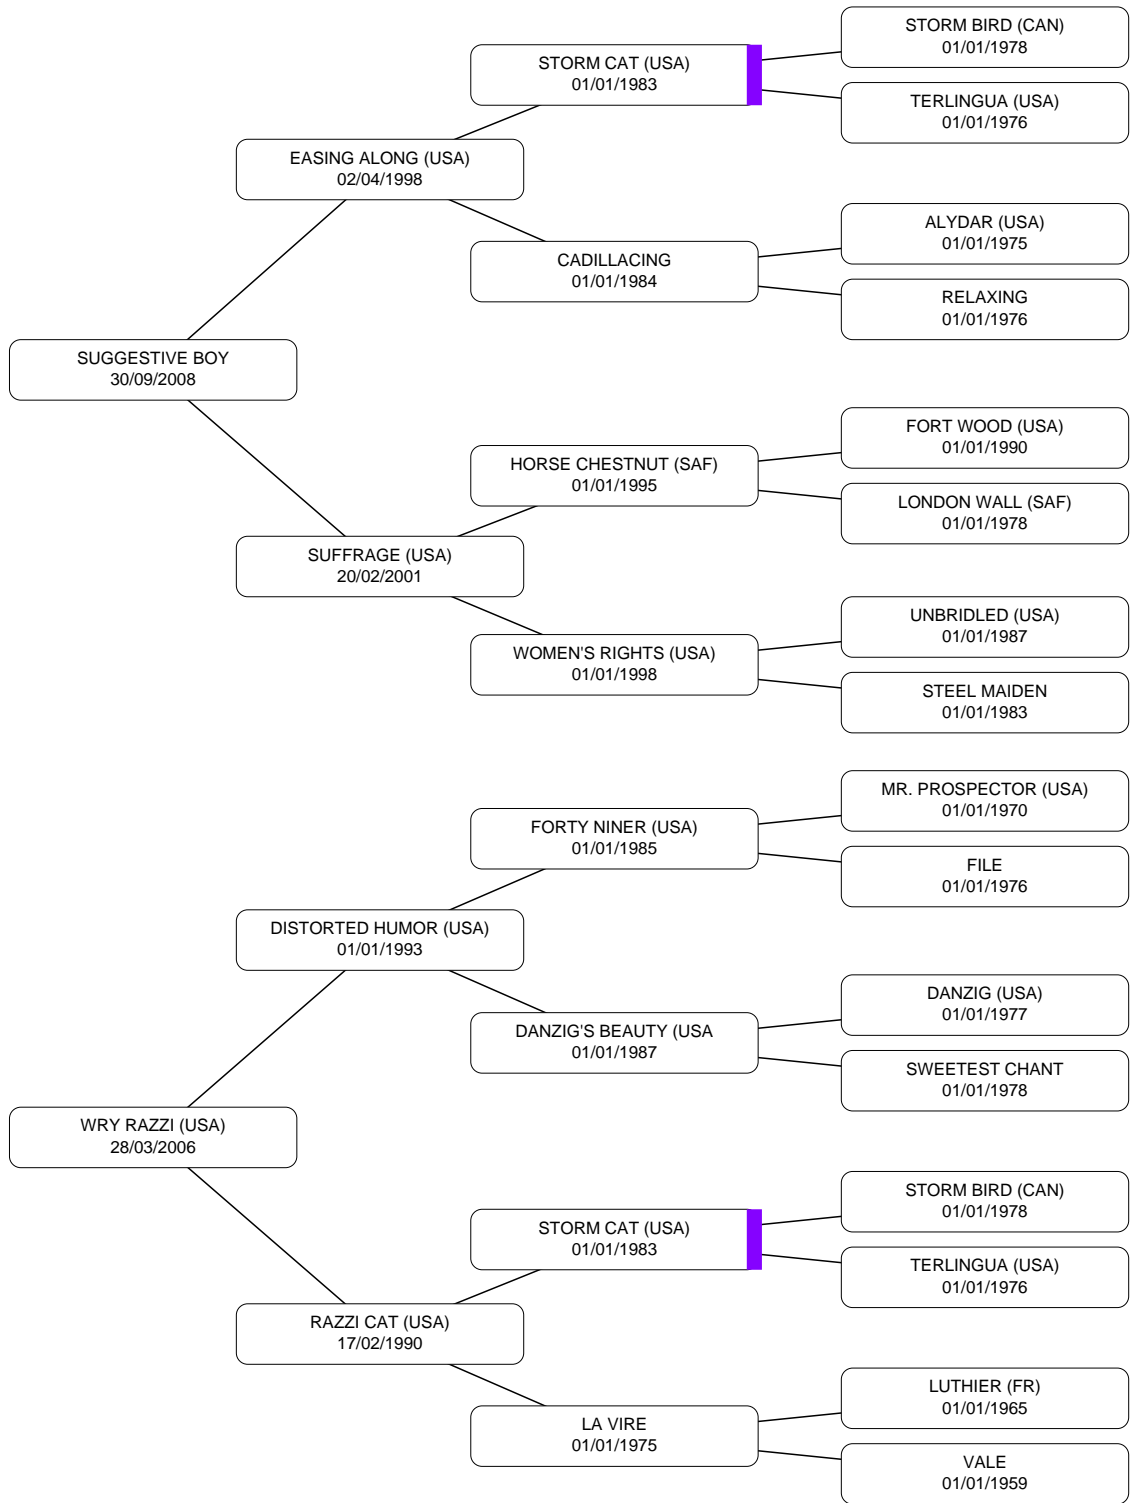 STORM BIRD (CAN)
01/01/1978
STORM CAT (USA)
01/01/1983
TERLINGUA (USA)
01/01/1976
EASING ALONG (USA)
02/04/1998
ALYDAR (USA)
01/01/1975
CADILLACING
01/01/1984
RELAXING
01/01/1976
SUGGESTIVE BOY
30/09/2008
FORT WOOD (USA)
01/01/1990
HORSE CHESTNUT (SAF)
01/01/1995
LONDON WALL (SAF)
01/01/1978
SUFFRAGE (USA)
20/02/2001
UNBRIDLED (USA)
01/01/1987
WOMEN'S RIGHTS (USA)
01/01/1998
STEEL MAIDEN
01/01/1983
MR. PROSPECTOR (USA)
01/01/1970
FORTY NINER (USA)
01/01/1985
FILE
01/01/1976
DISTORTED HUMOR (USA)
01/01/1993
DANZIG (USA)
01/01/1977
DANZIG'S BEAUTY (USA
01/01/1987
SWEETEST CHANT
01/01/1978
WRY RAZZI (USA)
28/03/2006
STORM BIRD (CAN)
01/01/1978
STORM CAT (USA)
01/01/1983
TERLINGUA (USA)
01/01/1976
RAZZI CAT (USA)
17/02/1990
LUTHIER (FR)
01/01/1965
LA VIRE
01/01/1975
VALE
01/01/1959